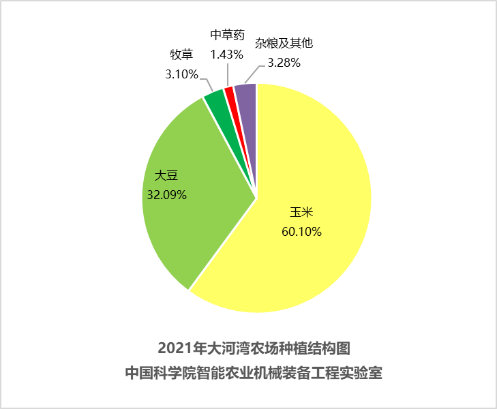 中草药
1.43%
杂粮及其他
3.28%
牧草
3.10%
大豆
32.09%
玉米
60.10%
2021年大河湾农场种植结构图
中国科学院智能农业机械装备工程实验室